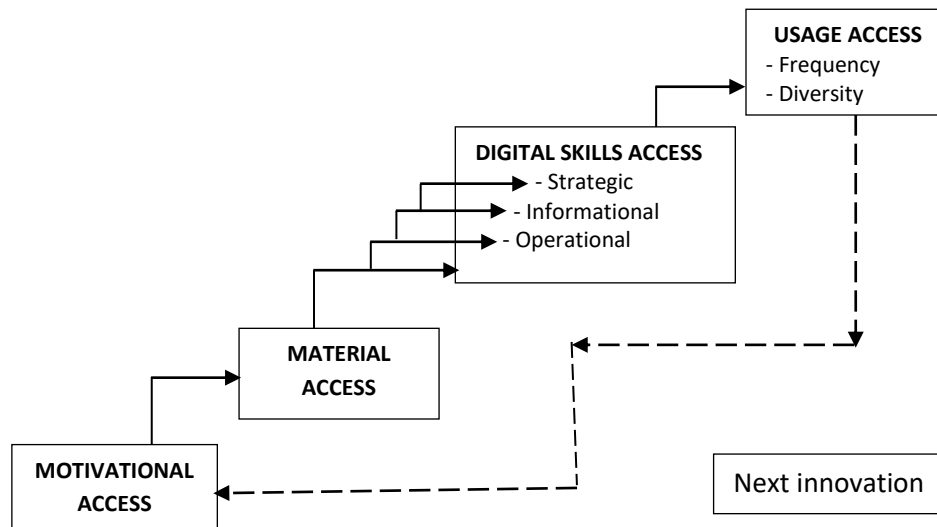 USAGE ACCESS
- Frequency
- Diversity
DIGITAL SKILLS ACCESS
- Strategic
- Informational
- Operational
MATERIAL
ACCESS
MOTIVATIONAL
ACCESS
Next innovation